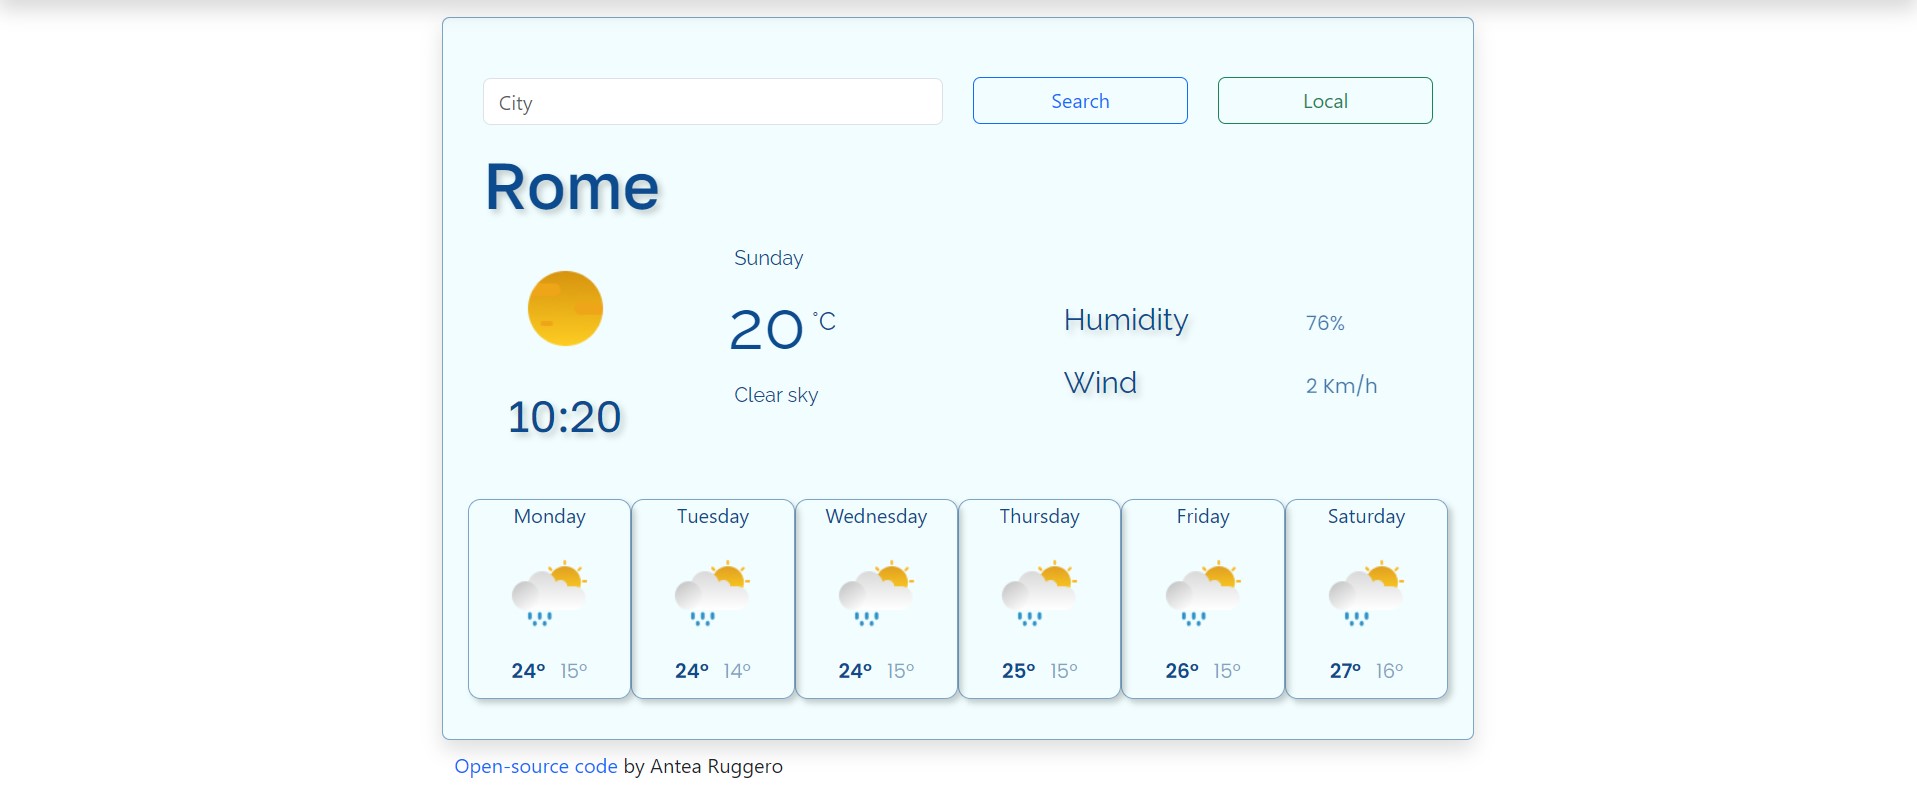 City
Search
Local
Rome
Sunday
20 °C
Clear sky
10:20
Humidity 76%
Wind 2 Km/h
Monday
24° 15°
Tuesday
24° 14°
Wednesday
24° 15°
Thursday
25° 15°
Friday
26° 15°
Saturday
27° 16°
Open-source code by Antea Ruggero